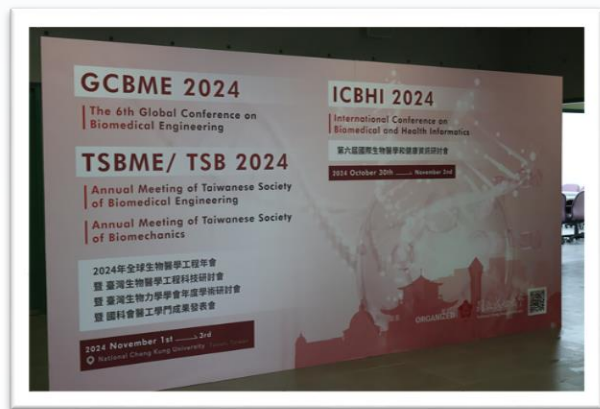 GCBME 2024
The 6th Global Conference on
Biomedical Engineering
TSBME/ TSB 2024
Annual Meeting of Taiwanese Society
of Biomedical Engineering
Annual Meeting of Taiwanese Society
of Biomechanics
2024年全球生物醫學工程年會
暨 臺灣生物醫學工程科技研討會
暨 臺灣生物力學學會年度學術研討會
暨 國科會醫工學門成果發表會
2024 November 1st 3rd
National Cheng Kung University Tainan, Taiwan
ICBHI 2024
International Conference on
Biomedical and Health Informatics
第六屆國際生物醫學和健康資訊研討會
2024 October 30th November 2nd
ORGANIZED